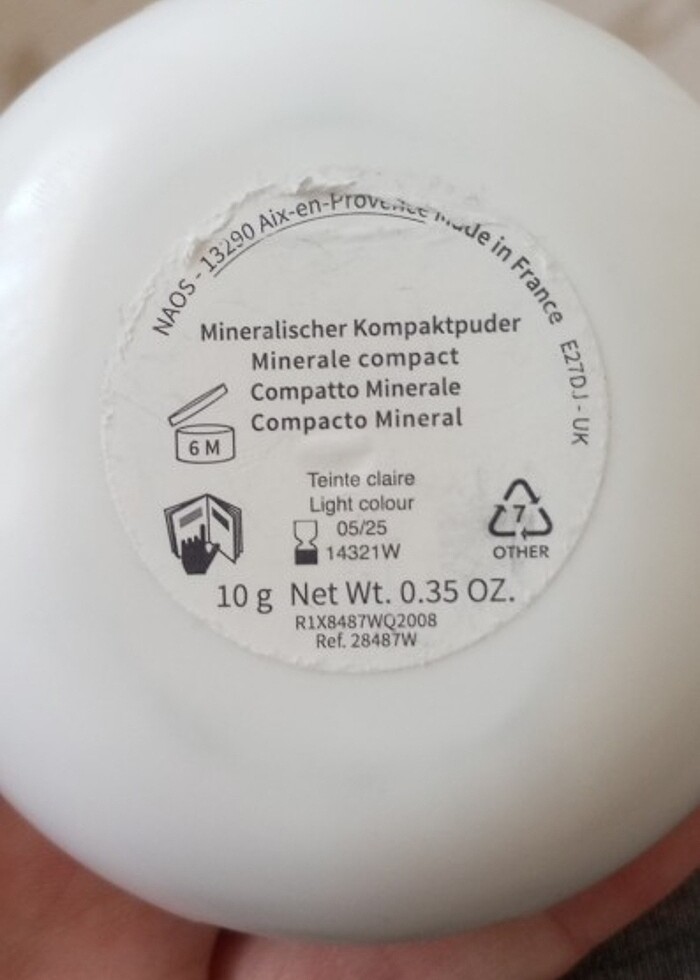 NAOS - 13290 Aix-en-Provence Made in France E27DJ - UK
Mineralischer Kompaktpuder
Minerale compact
Compatto Minerale
Compacto Mineral
6 M
Teinte claire
Light colour
05/25
14321W
7
OTHER
10 g Net Wt. 0.35 OZ.
R1X8487WQ2008
Ref. 28487W